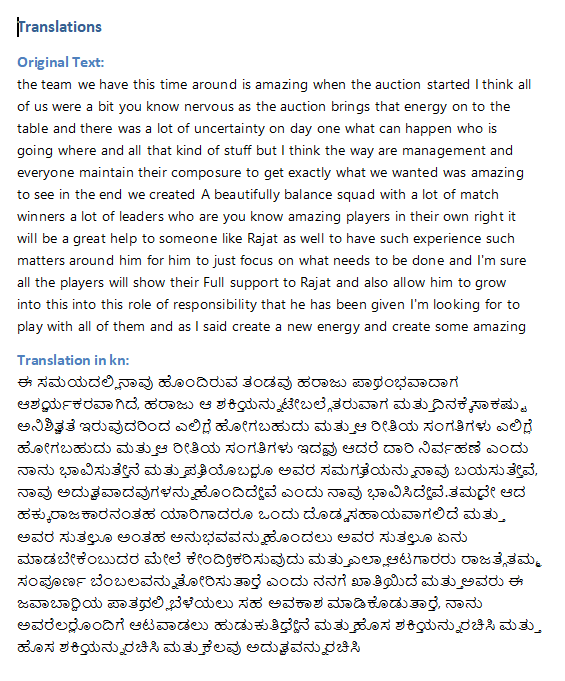 Translations
Original Text:
the team we have this time around is amazing when the auction started I think all
of us were a bit you know nervous as the auction brings that energy on to the
table and there was a lot of uncertainty on day one what can happen who is
going where and all that kind of stuff but I think the way are management and
everyone maintain their composure to get exactly what we wanted was amazing
to see in the end we created A beautifully balance squad with a lot of match
winners a lot of leaders who are you know amazing players in their own right it
will be a great help to someone like Rajat as well to have such experience such
matters around him for him to just focus on what needs to be done and I'm sure
all the players will show their Full support to Rajat and also allow him to grow
into this into this role of responsibility that he has been given I'm looking for to
play with all of them and as I said create a new energy and create some amazing
Translation in kn:
ಈ ಸಮಯದಲ್ಲಿ ನಾವು ಹೊಂದಿರುವ ತಂಡವು ಹರಾಜು ಪ್ರಾರಂಭವಾದಾಗ
ಆಶ್ಚರ್ಯಕರವಾಗಿದೆ, ಹರಾಜು ಆ ಶಕ್ತಿಯನ್ನು ಟೇಬಲ್ಗೆ ತರುವಾಗ ಮತ್ತು ದಿನಕ್ಕೆ ಸಾಕಷ್ಟು
ಅನಿಶ್ಚಿತತೆ ಇರುವುದರಿಂದ ಎಲ್ಲಿಗೆ ಹೋಗಬಹುದು ಮತ್ತು ಆ ರೀತಿಯ ಸಂಗತಿಗಳು ಎಲ್ಲಿಗೆ
ಹೋಗಬಹುದು ಮತ್ತು ಆ ರೀತಿಯ ಸಂಗತಿಗಳು ಇದ್ದವು ಆದರೆ ದಾರಿ ನಿರ್ವಹಣೆ ಎಂದು
ನಾನು ಭಾವಿಸುತ್ತೇನೆ ಮತ್ತು ಪ್ರತಿಯೊಬ್ಬರೂ ಅವರ ಸಮಗ್ರತೆಯನ್ನು ನಾವು ಬಯಸುತ್ತೇವೆ,
ನಾವು ಅದ್ಭುತವಾದವುಗಳನ್ನು ಹೊಂದಿದ್ದೇವೆ ಎಂದು ನಾವು ಭಾವಿಸಿದ್ದೇವೆ.ತಮ್ಮದೇ ಆದ
ಹಕ್ಕು ರಾಜಕಾರನಂತಹ ಯಾರಿಗಾದರೂ ಒಂದು ದೊಡ್ಡ ಸಹಾಯವಾಗಲಿದೆ ಮತ್ತು
ಅವರ ಸುತ್ತಲೂ ಅಂತಹ ಅನುಭವವನ್ನು ಹೊಂದಲು ಅವರ ಸುತ್ತಲೂ ಏನು
ಮಾಡಬೇಕೆಂಬುದರ ಮೇಲೆ ಕೇಂದ್ರೀಕರಿಸುವುದು ಮತ್ತು ಎಲ್ಲಾ ಆಟಗಾರರು ರಾಜತ್ಗೆ ತಮ್ಮ
ಸಂಪೂರ್ಣ ಬೆಂಬಲವನ್ನು ತೋರಿಸುತ್ತಾರೆ ಎಂದು ನನಗೆ ಖಾತ್ರಿಯಿದೆ ಮತ್ತು ಅವರು ಈ
ಜವಾಬ್ದಾರಿಯ ಪಾತ್ರದಲ್ಲಿ ಬೆಳೆಯಲು ಸಹ ಅವಕಾಶ ಮಾಡಿಕೊಡುತ್ತಾರೆ, ನಾನು
ಅವರೆಲ್ಲರೊಂದಿಗೆ ಆಟವಾಡಲು ಹುಡುಕುತ್ತಿದ್ದೇನೆ ಮತ್ತು ಹೊಸ ಶಕ್ತಿಯನ್ನು ರಚಿಸಿ ಮತ್ತು
ಹೊಸ ಶಕ್ತಿಯನ್ನು ರಚಿಸಿ ಮತ್ತು ಕೆಲವು ಅದ್ಭುತವನ್ನು ರಚಿಸಿ